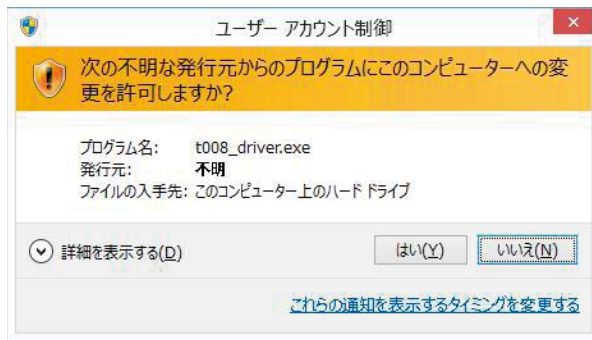 ユーザー アカウント制御
次の不明な発行元からのプログラムにこのコンピューターへの変
更を許可しますか?
プログラム名: t008_driver.exe
発行元: 不明
ファイルの入手先: このコンピューター上のハード ドライブ
詳細を表示する(D)
はい(Y)
いいえ(N)
これらの通知を表示するタイミングを変更する